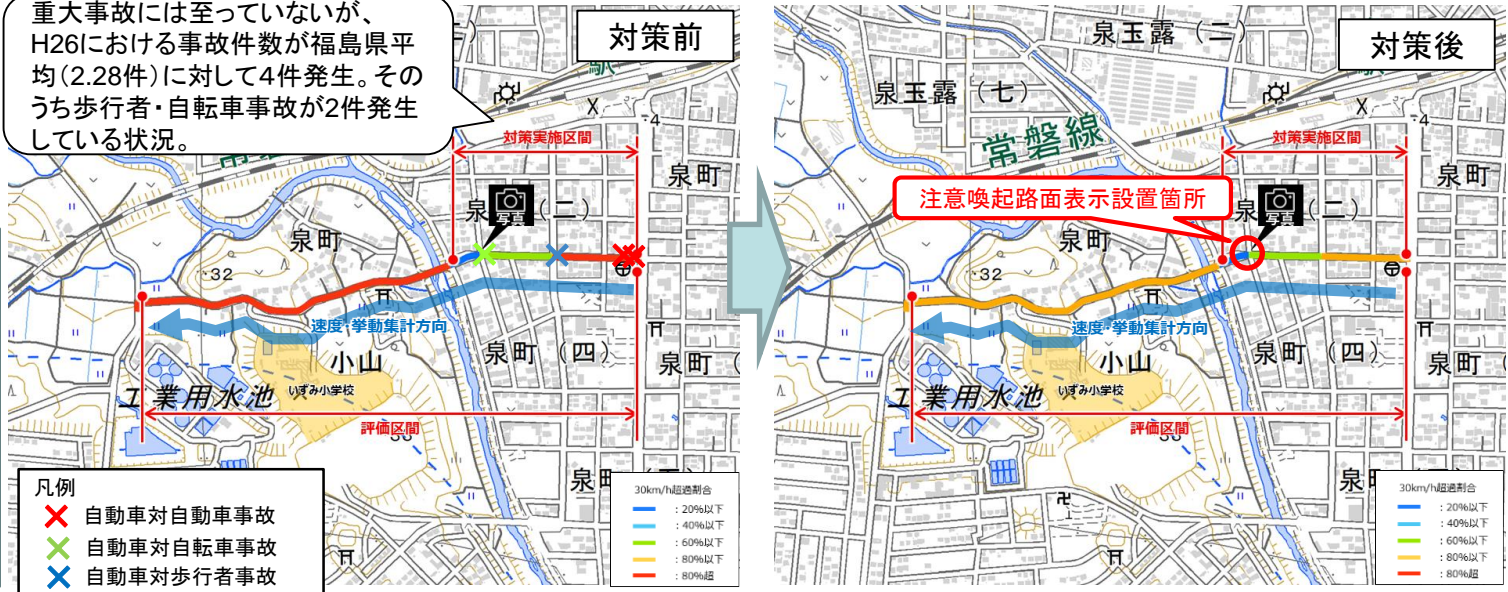 重大事故には至っていないが、
H26における事故件数が福島県平
均(2.28件)に対して4件発生。その
うち歩行者・自転車事故が2件発生
している状況。
対策前
駅
4
対策実施区間
泉町
写真
泉 (二)
泉町
32
速度・挙動集計方向
小山
泉町 (四)
泉町
いずみ小学校
工業用水池
評価区間
泉
凡例
自動車対自動車事故
自動車対自転車事故
自動車対歩行者事故
30km/h超過割合
: 20%以下
: 40%以下
: 60%以下
: 80%以下
: 80%超
対策後
泉玉露 (二)
泉玉露 (七)
常磐線
4
対策実施区間
泉町
注意喚起路面表示設置箇所
写真
泉 (二)
泉町
32
速度・挙動集計方向
小山
泉町 (四)
泉町
いずみ小学校
工業用水池
評価区間
泉
30km/h超過割合
: 20%以下
: 40%以下
: 60%以下
: 80%以下
: 80%超